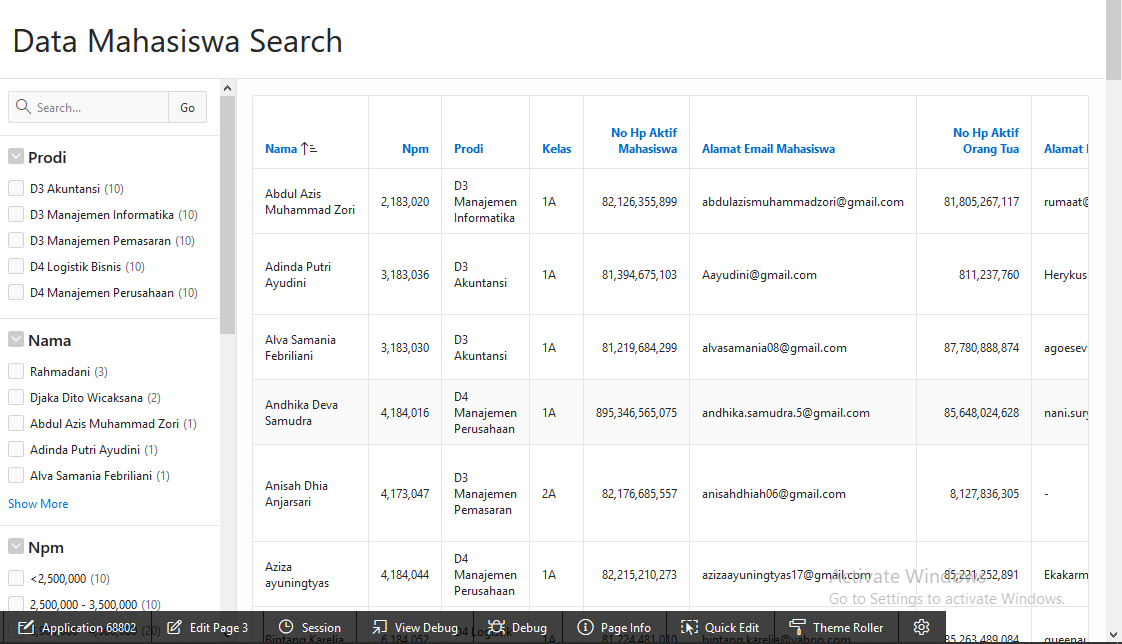 Data Mahasiswa Search
Search...
Go
Prodi
D3 Akuntansi (10)
D3 Manajemen Informatika (10)
D3 Manajemen Pemasaran (10)
D4 Logistik Bisnis (10)
D4 Manajemen Perusahaan (10)
Nama
Rahmadani (3)
Djaka Dito Wicaksana (2)
Abdul Azis Muhammad Zori (1)
Adinda Putri Ayudini (1)
Alva Samania Febriliani (1)
Show More
Npm
<2,500,000 (10)
2,500,000 - 3,500,000 (10)
No Hp Aktif No Hp Aktif
Nama Npm Prodi Kelas Mahasiswa Alamat Email Mahasiswa Orang Tua Alamat
D3
Abdul Azis
Manajemen
Muhammad Zori
2,183,020 1A 82,126,355,899 abdulazismuhammadzori@gmail.com 81,805,267,117 rumaat@
Informatika
Adinda Putri D3
3,183,036 1A 81,394,675,103 Aayudini@gmail.com 811,237,760 Herykus
Ayudini Akuntansi
Alva Samania D3
3,183,030 1A 81,219,684,299 alvasamania08@gmail.com 87,780,888,874 agoesev
Febriliani Akuntansi
D4
Andhika Deva
Manajemen
Samudra
4,184,016 1A 895,346,565,075 andhika.samudra.5@gmail.com 85,648,024,628 nani.sury
Perusahaan
D3
Anisah Dhia
Manajemen
Anjarsari
4,173,047 2A 82,176,685,557 anisahdhiah06@gmail.com 8,127,836,305 -
Pemasaran
D4
Aziza
Manajemen
ayuningtyas
4,184,044 1A 82,215,210,273 azizaayuningtyas17@gmail.com 85,221,252,891 Ekakarm
Perusahaan
D4 Logistik
Bintang Karelia 6,184,052 1A 81,224,481,010 bintang.karelia@yahoo.com 85,263,489,084
Activate Windows
Go to Settings to activate Windows.
Application 68802 Edit Page 3 Session View Debug Debug Page Info Quick Edit Theme Roller